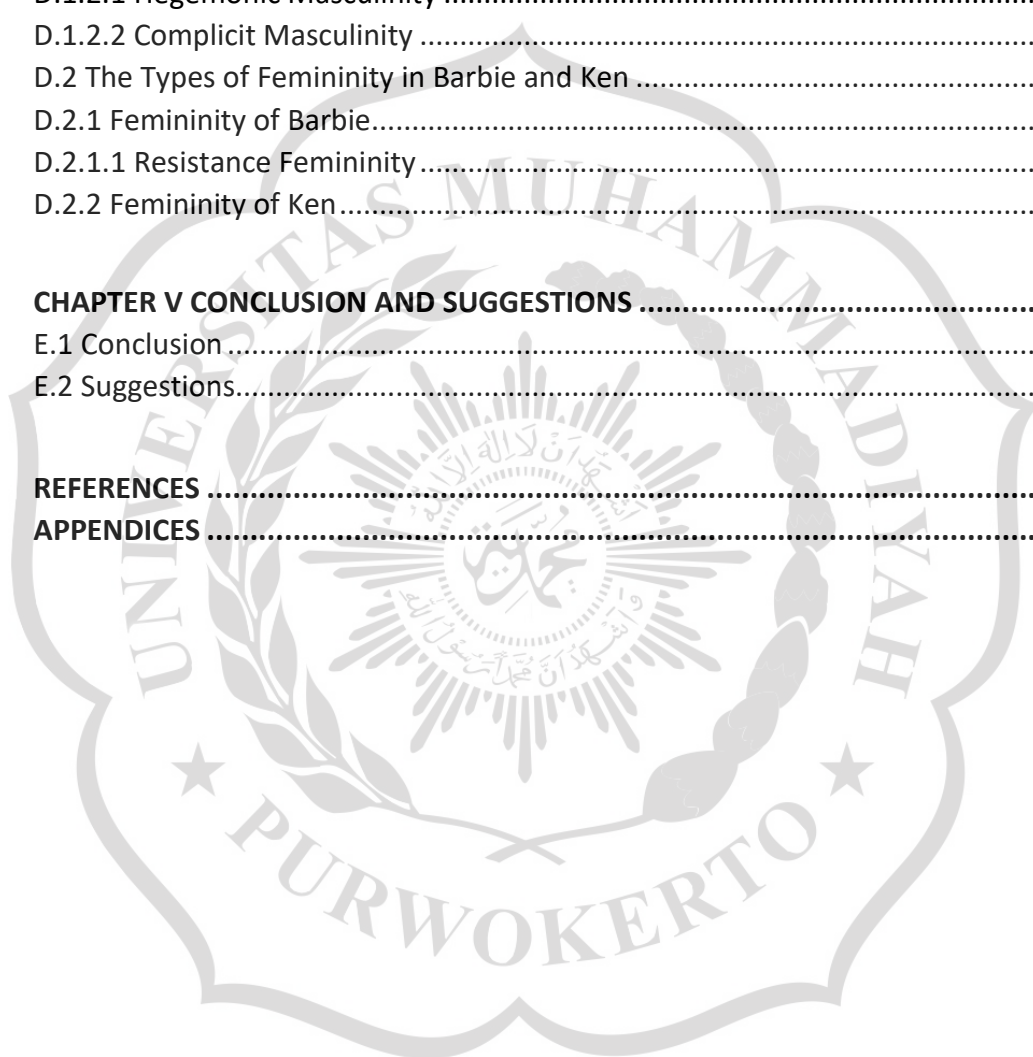 D.1.2.1 Hegemonic Masculinity ........................................................................
D.1.2.2 Complicit Masculinity ........................................................................
D.2 The Types of Femininity in Barbie and Ken ........................................................................
D.2.1 Femininity of Barbie........................................................................
D.2.1.1 Resistance Femininity ........................................................................
D.2.2 Femininity of Ken ........................................................................
CHAPTER V CONCLUSION AND SUGGESTIONS ........................................................................
E.1 Conclusion ........................................................................
E.2 Suggestions........................................................................
REFERENCES ........................................................................
APPENDICES ........................................................................
UNIVERSITAS MUHAMMADIYAH
PURWOKERTO